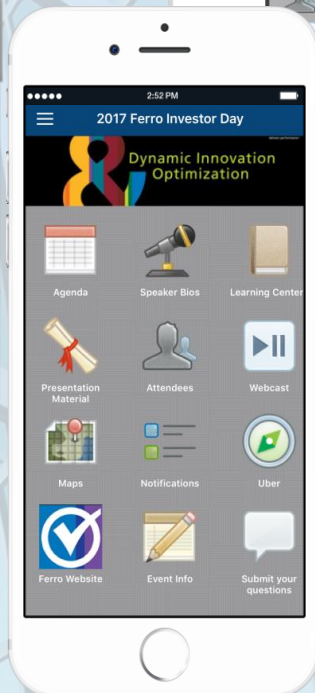 2:52 PM
2017 Ferro Investor Day
&
Dynamic Innovation
Optimization
Agenda
Speaker Bios
Learning Center
Presentation
Material
Attendees
Webcast
Maps
Notifications
Uber
Ferro Website
Event Info
Submit your
questions